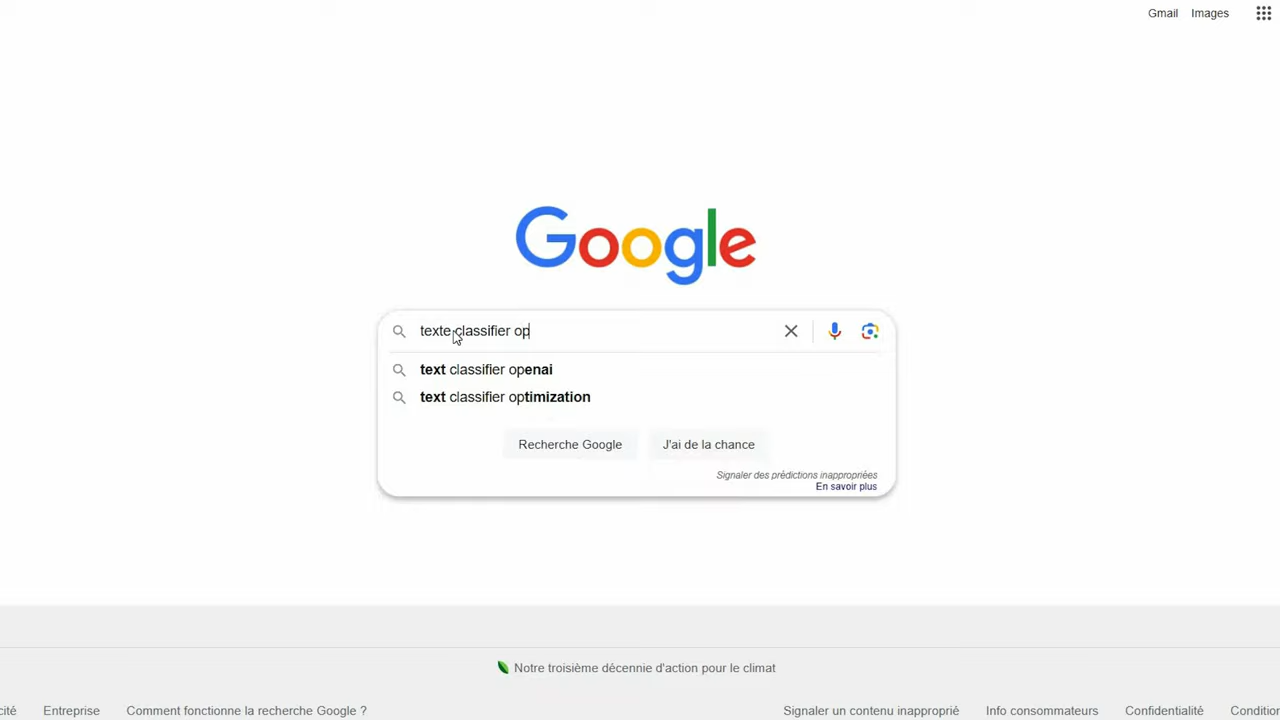 Gmail Images
Google
texte classifier op
text classifier openai
text classifier optimization
Recherche Google J'ai de la chance
Signaler des prédictions inappropriées
En savoir plus
Notre troisième décennie d'action pour le climat
cité Entreprise Comment fonctionne la recherche Google ? Signaler un contenu inapproprié Info consommateurs Confidentialité Condition